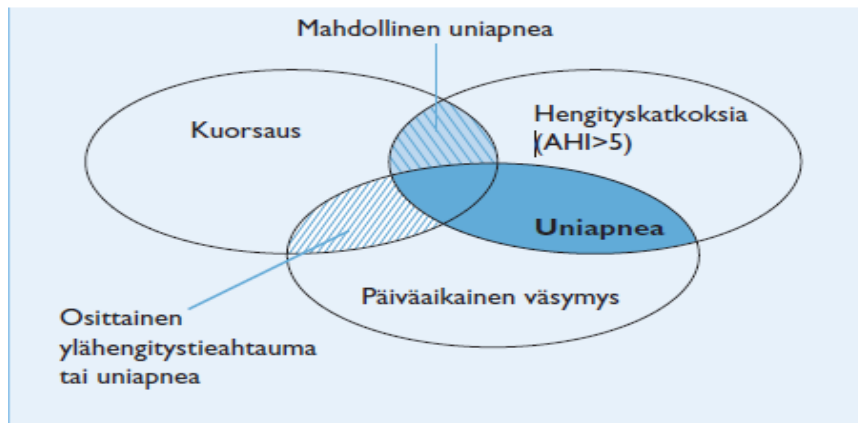 Mahdollinen uniapnea
Kuorsaus
Hengityskatkoksia
(AHI>5)
Uniapnea
Päiväaikainen väsymys
Osittainen
ylähengitystieahtauma
tai uniapnea